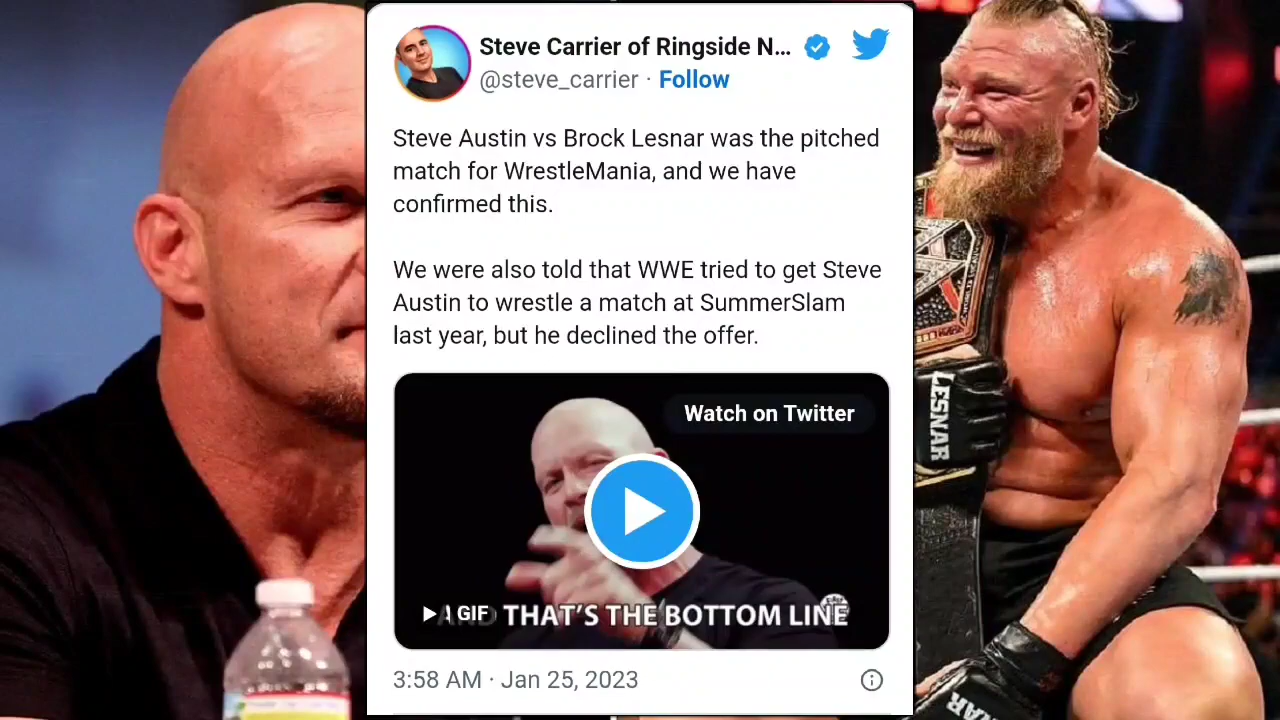 Steve Carrier of Ringside N...
@steve_carrier · Follow
Steve Austin vs Brock Lesnar was the pitched
match for WrestleMania, and we have
confirmed this.
We were also told that WWE tried to get Steve
Austin to wrestle a match at SummerSlam
last year, but he declined the offer.
Watch on Twitter
GIF
AND THAT'S THE BOTTOM LINE
3:58 AM · Jan 25, 2023
LESNAR
NAR